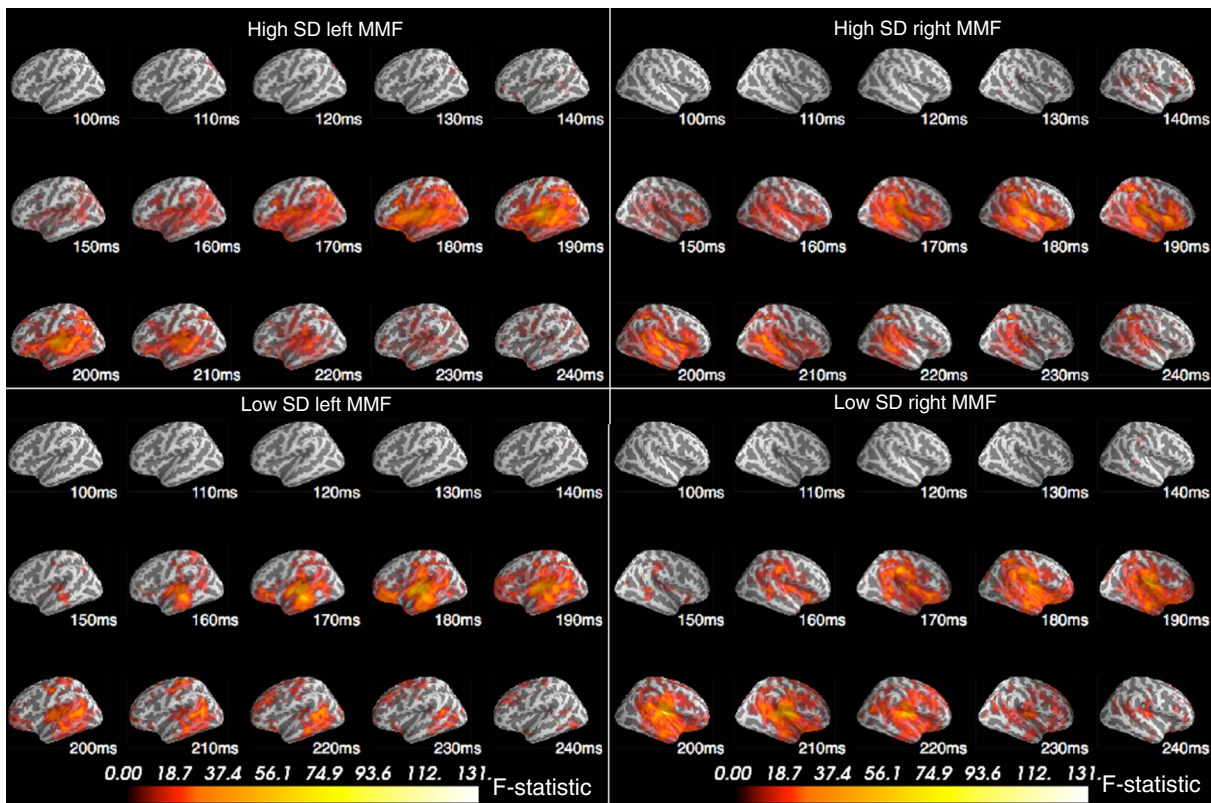 High SD left MMF
100ms 110ms 120ms 130ms 140ms
150ms 160ms 170ms 180ms 190ms
200ms 210ms 220ms 230ms 240ms
High SD right MMF
100ms 110ms 120ms 130ms 140ms
150ms 160ms 170ms 180ms 190ms
200ms 210ms 220ms 230ms 240ms
Low SD left MMF
100ms 110ms 120ms 130ms 140ms
150ms 160ms 170ms 180ms 190ms
200ms 210ms 220ms 230ms 240ms
0.00 18.7 37.4 56.1 74.9 93.6 112. 131. F-statistic
Low SD right MMF
100ms 110ms 120ms 130ms 140ms
150ms 160ms 170ms 180ms 190ms
200ms 210ms 220ms 230ms 240ms
0.00 18.7 37.4 56.1 74.9 93.6 112. 131. F-statistic